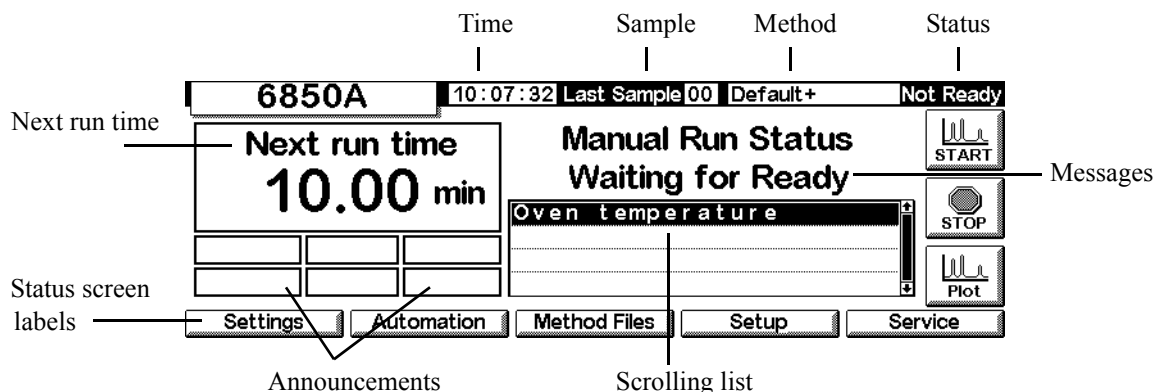 Time Sample Method Status
6850A 10:07:32 Last Sample 00 Default+ Not Ready
Next run time
Next run time
10.00 min
Manual Run Status
Waiting for Ready
Messages
START
Oven temperature
STOP
Plot
Status screen
labels
Settings Automation Method Files Setup Service
Announcements Scrolling list